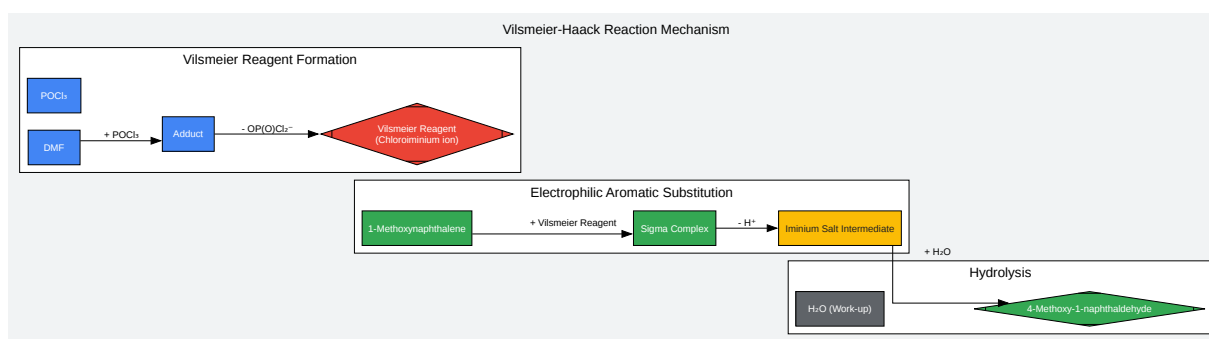 Vilsmeier-Haack Reaction Mechanism
Vilsmeier Reagent Formation
POCl₃
DMF
+ POCl₃
Adduct
- OP(O)Cl₂⁻
Vilsmeier Reagent
(Chloroiminium ion)
Electrophilic Aromatic Substitution
1-Methoxynaphthalene
+ Vilsmeier Reagent
Sigma Complex
- H⁺
Iminium Salt Intermediate
+ H₂O
Hydrolysis
H₂O (Work-up)
4-Methoxy-1-naphthaldehyde